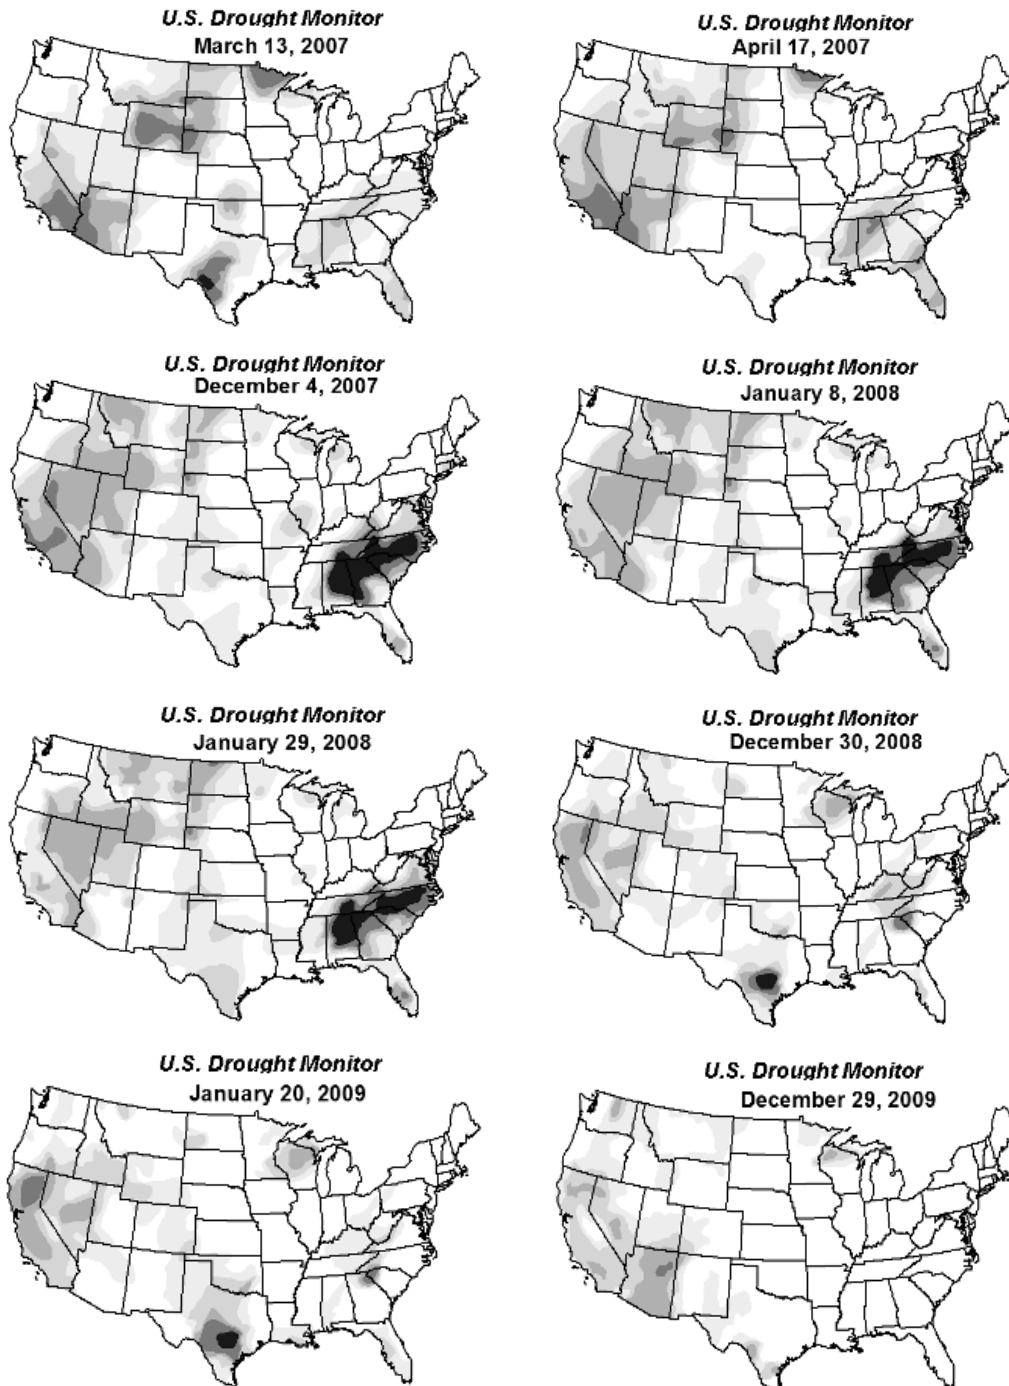 U.S. Drought Monitor
March 13, 2007
U.S. Drought Monitor
April 17, 2007
U.S. Drought Monitor
December 4, 2007
U.S. Drought Monitor
January 8, 2008
U.S. Drought Monitor
January 29, 2008
U.S. Drought Monitor
December 30, 2008
U.S. Drought Monitor
January 20, 2009
U.S. Drought Monitor
December 29, 2009